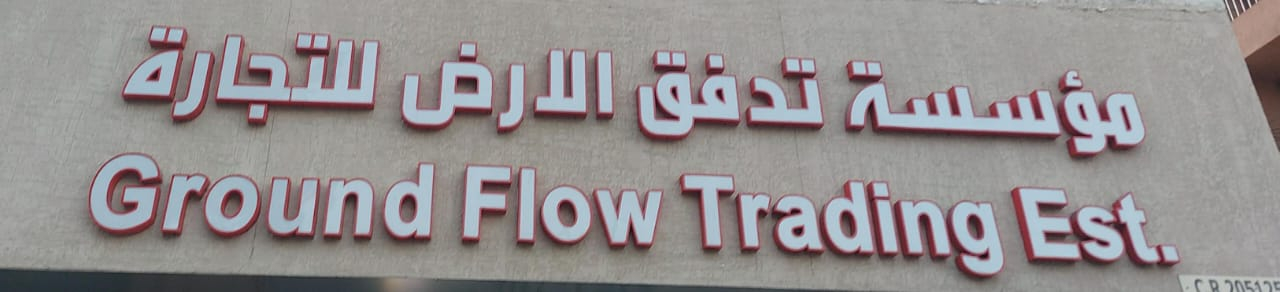 مؤسسة تدفق الارض للتجارة
Ground Flow Trading Est.